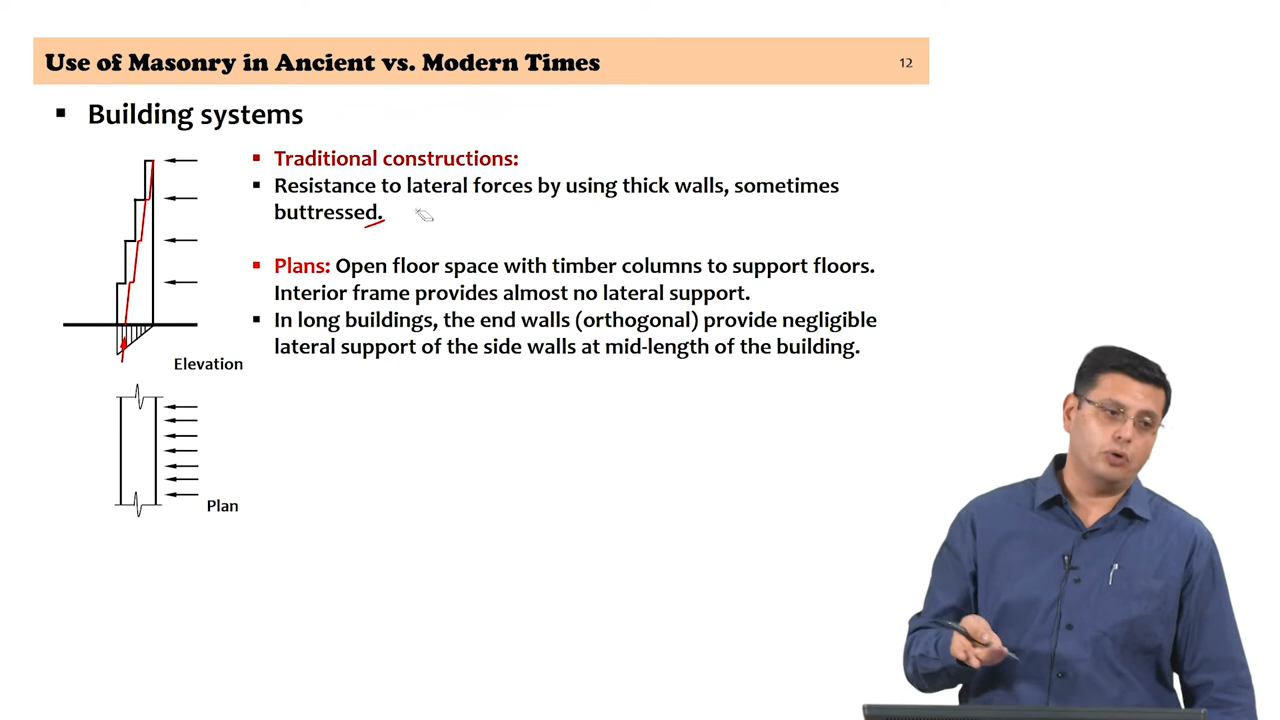 Use of Masonry in Ancient vs. Modern Times
12
▪ Building systems
▪ Traditional constructions:
▪ Resistance to lateral forces by using thick walls, sometimes
buttressed.
▪ Plans: Open floor space with timber columns to support floors.
Interior frame provides almost no lateral support.
▪ In long buildings, the end walls (orthogonal) provide negligible
lateral support of the side walls at mid-length of the building.
Elevation
Plan